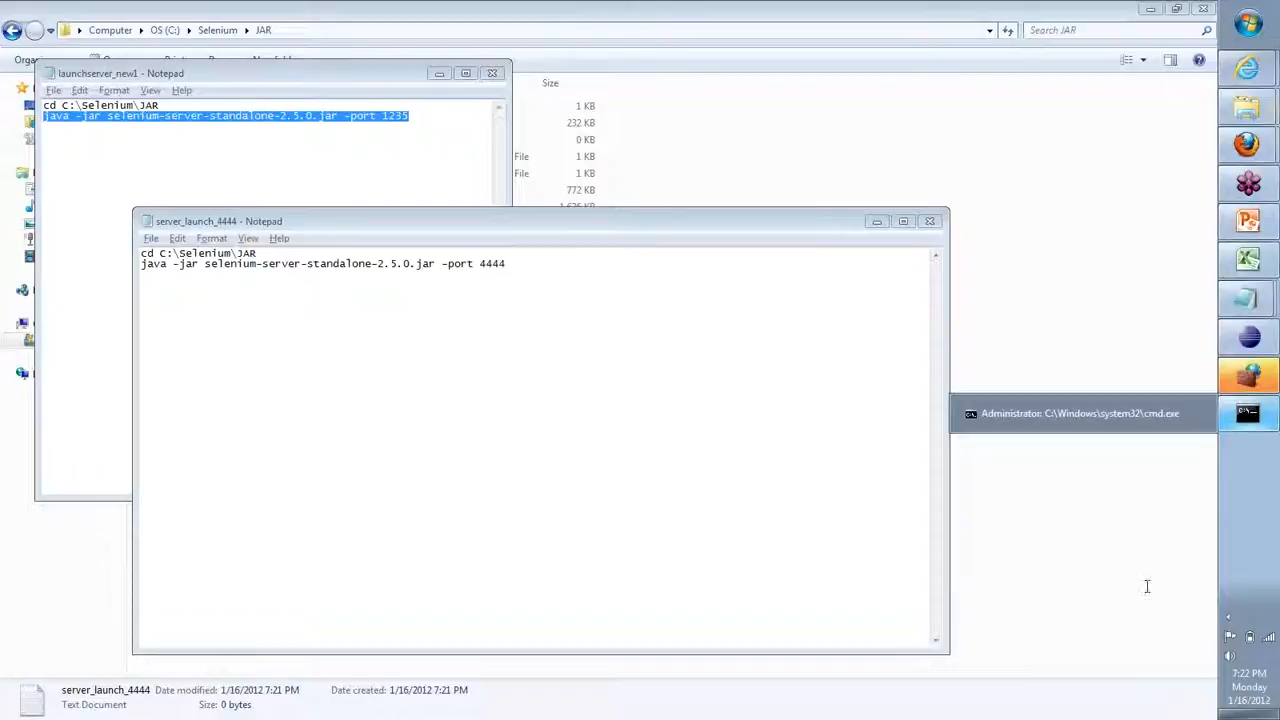 Computer
OS (C:)
Selenium
JAR
Search JAR
Size
launchserver_new1 - Notepad
File Edit Format View Help
cd C:\Selenium\JAR
java -jar selenium-server-standalone-2.5.0.jar -port 1235
1 KB
232 KB
0 KB
File 1 KB
File 1 KB
772 KB
server_launch_4444 - Notepad
File Edit Format View Help
cd C:\Selenium\JAR
java -jar selenium-server-standalone-2.5.0.jar -port 4444
Administrator: C:\Windows\system32\cmd.exe
7:22 PM
Monday
1/16/2012
server_launch_4444 Date modified: 1/16/2012 7:21 PM Date created: 1/16/2012 7:21 PM
Text Document Size: 0 bytes